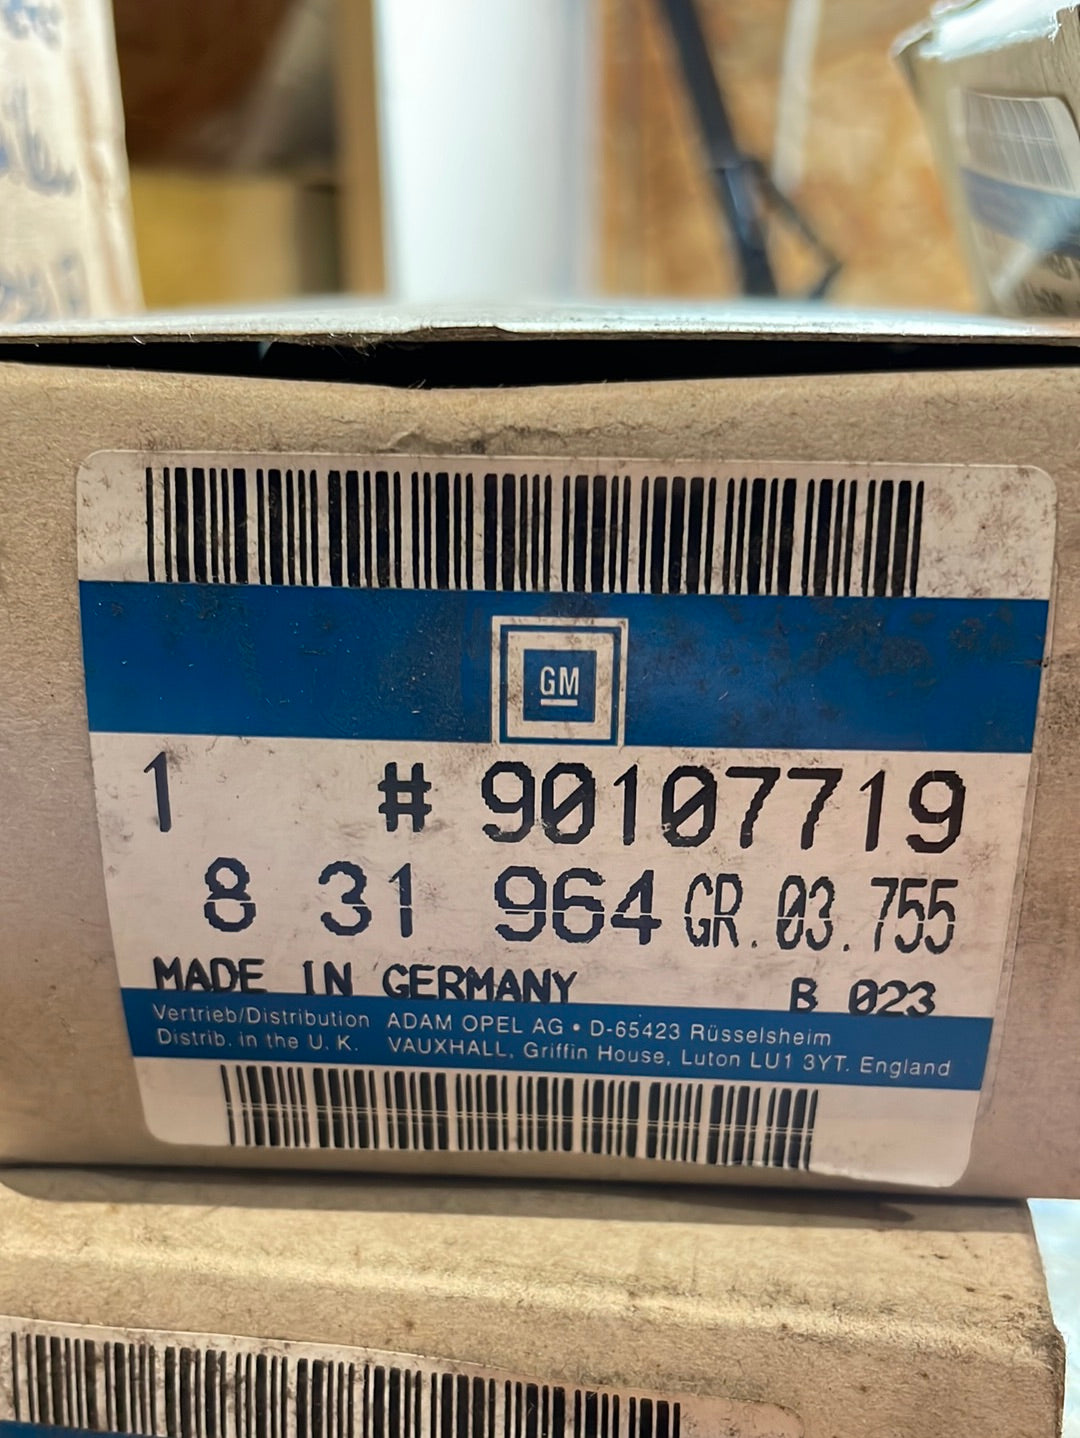 GM
1 # 90107719
8 31 964 GR. 03. 755
MADE IN GERMANY B 023
Vertrieb/Distribution ADAM OPEL AG • D-65423 Rüsselsheim
Distrib. in the U. K. VAUXHALL, Griffin House, Luton LU1 3YT. England